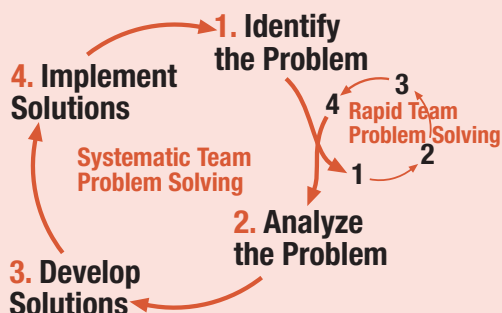 1. Identify
the Problem
4. Implement
Solutions
3
4
Rapid Team
Problem Solving
2
1
Systematic Team
Problem Solving
2. Analyze
the Problem
3. Develop
Solutions